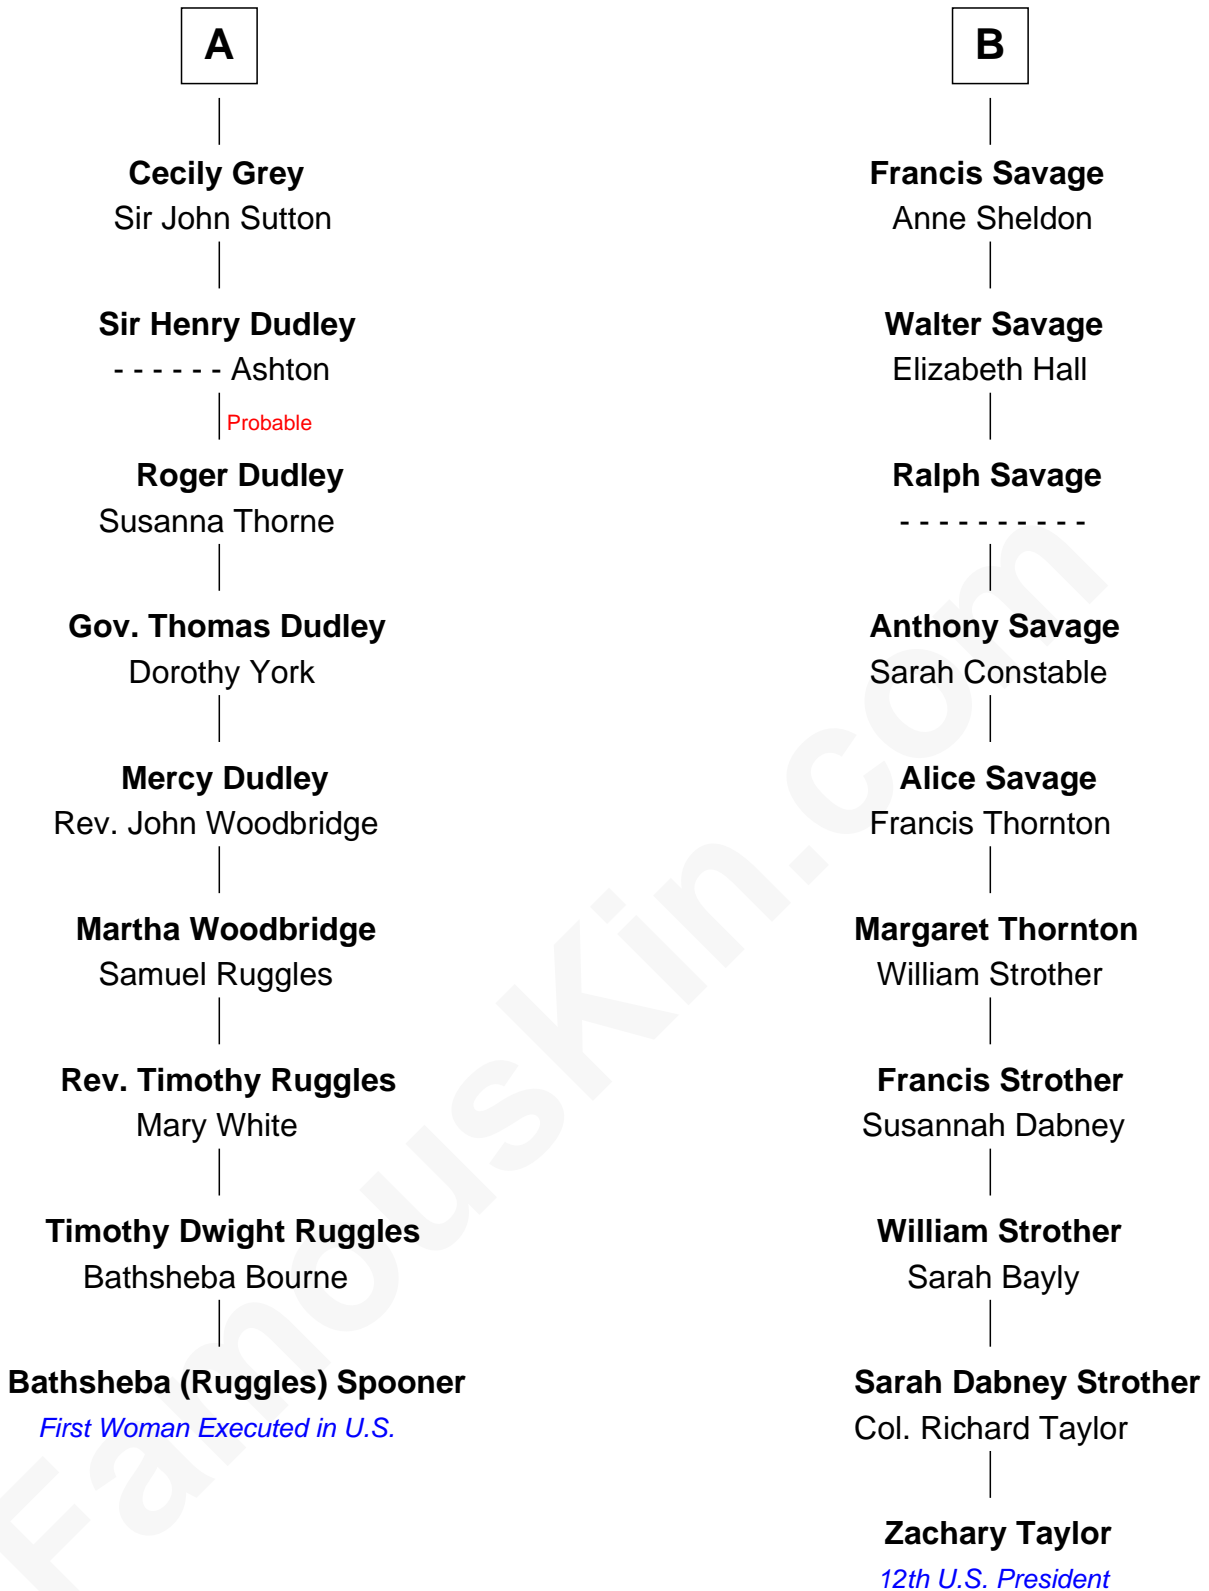 A
Cecily Grey
Sir John Sutton
Sir Henry Dudley
- - - - - - Ashton
Probable
Roger Dudley
Susanna Thorne
Gov. Thomas Dudley
Dorothy York
Mercy Dudley
Rev. John Woodbridge
Martha Woodbridge
Samuel Ruggles
Rev. Timothy Ruggles
Mary White
Timothy Dwight Ruggles
Bathsheba Bourne
Bathsheba (Ruggles) Spooner
First Woman Executed in U.S.
B
Francis Savage
Anne Sheldon
Walter Savage
Elizabeth Hall
Ralph Savage
- - - - - - - - - -
Anthony Savage
Sarah Constable
Alice Savage
Francis Thornton
Margaret Thornton
William Strother
Francis Strother
Susannah Dabney
William Strother
Sarah Bayly
Sarah Dabney Strother
Col. Richard Taylor
Zachary Taylor
12th U.S. President
FamousKin.com